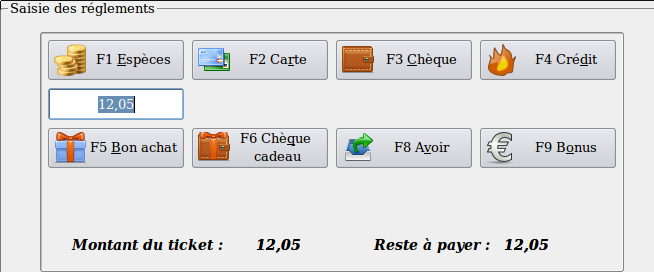 Saisie des réglements
F1 Espèces F2 Carte F3 Chèque F4 Crédit
12,05
F5 Bon achat F6 Chèque cadeau F8 Avoir F9 Bonus
Montant du ticket : 12,05 Reste à payer : 12,05